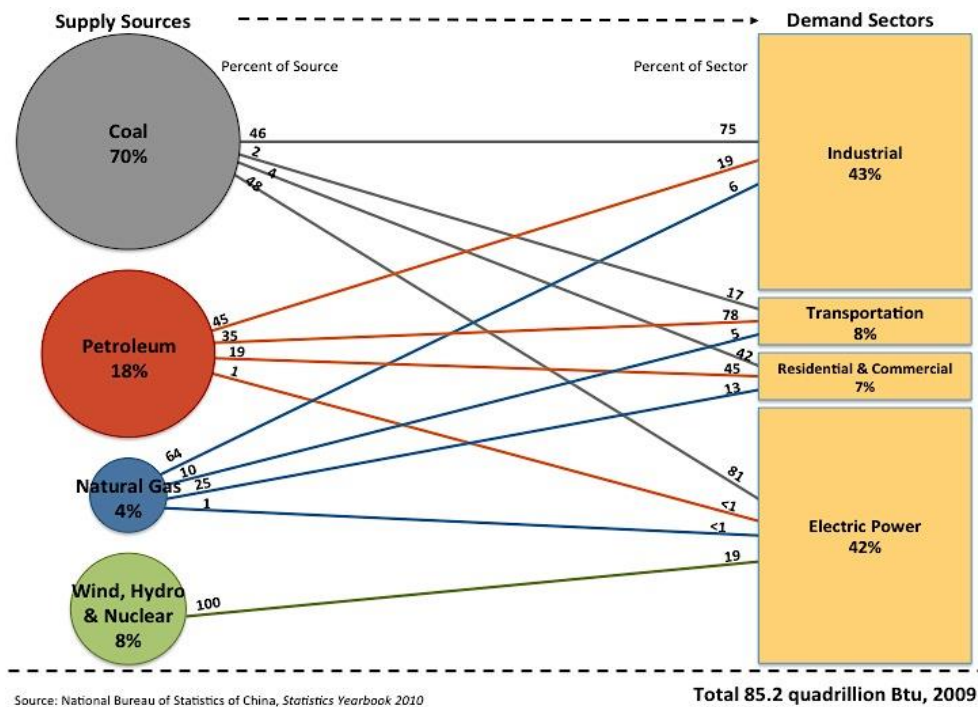 Supply Sources
Demand Sectors
Percent of Source
Percent of Sector
Coal
70%
46
2
4
48
75
19
6
Industrial
43%
Petroleum
18%
45
35
19
1
17
78
5
Transportation
8%
42
45
13
Residential & Commercial
7%
Natural Gas
4%
64
10
25
1
81
<1
<1
19
Electric Power
42%
Wind, Hydro
& Nuclear
8%
100
Source: National Bureau of Statistics of China, Statistics Yearbook 2010
Total 85.2 quadrillion Btu, 2009